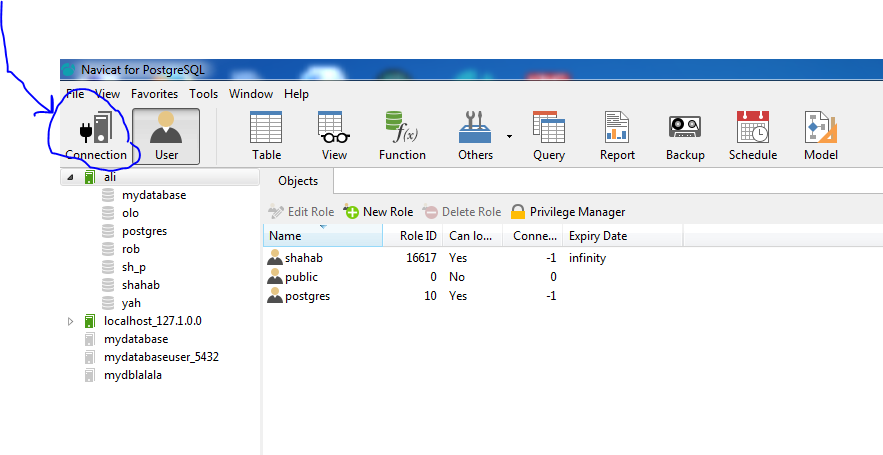 Navicat for PostgreSQL
File View Favorites Tools Window Help
Connection User Table View Function Others Query Report Backup Schedule Model
f(x)
ali
mydatabase
olo
postgres
rob
sh_p
shahab
yah
localhost_127.1.0.0
mydatabase
mydatabaseuser_5432
mydblalala
Objects
Edit Role New Role Delete Role Privilege Manager
Name Role ID Can lo... Conne... Expiry Date
shahab 16617 Yes -1 infinity
public 0 No 0
postgres 10 Yes -1